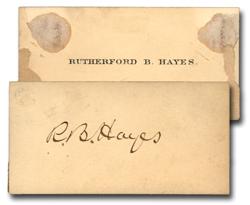 RUTHERFORD B. HAYES.
R.B. Hayes